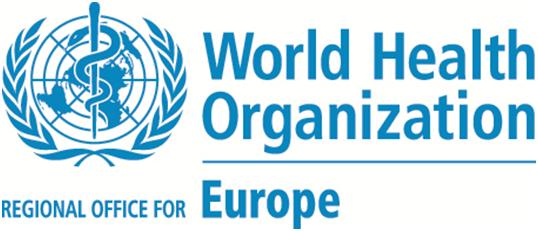 World Health
Organization
REGIONAL OFFICE FOR Europe